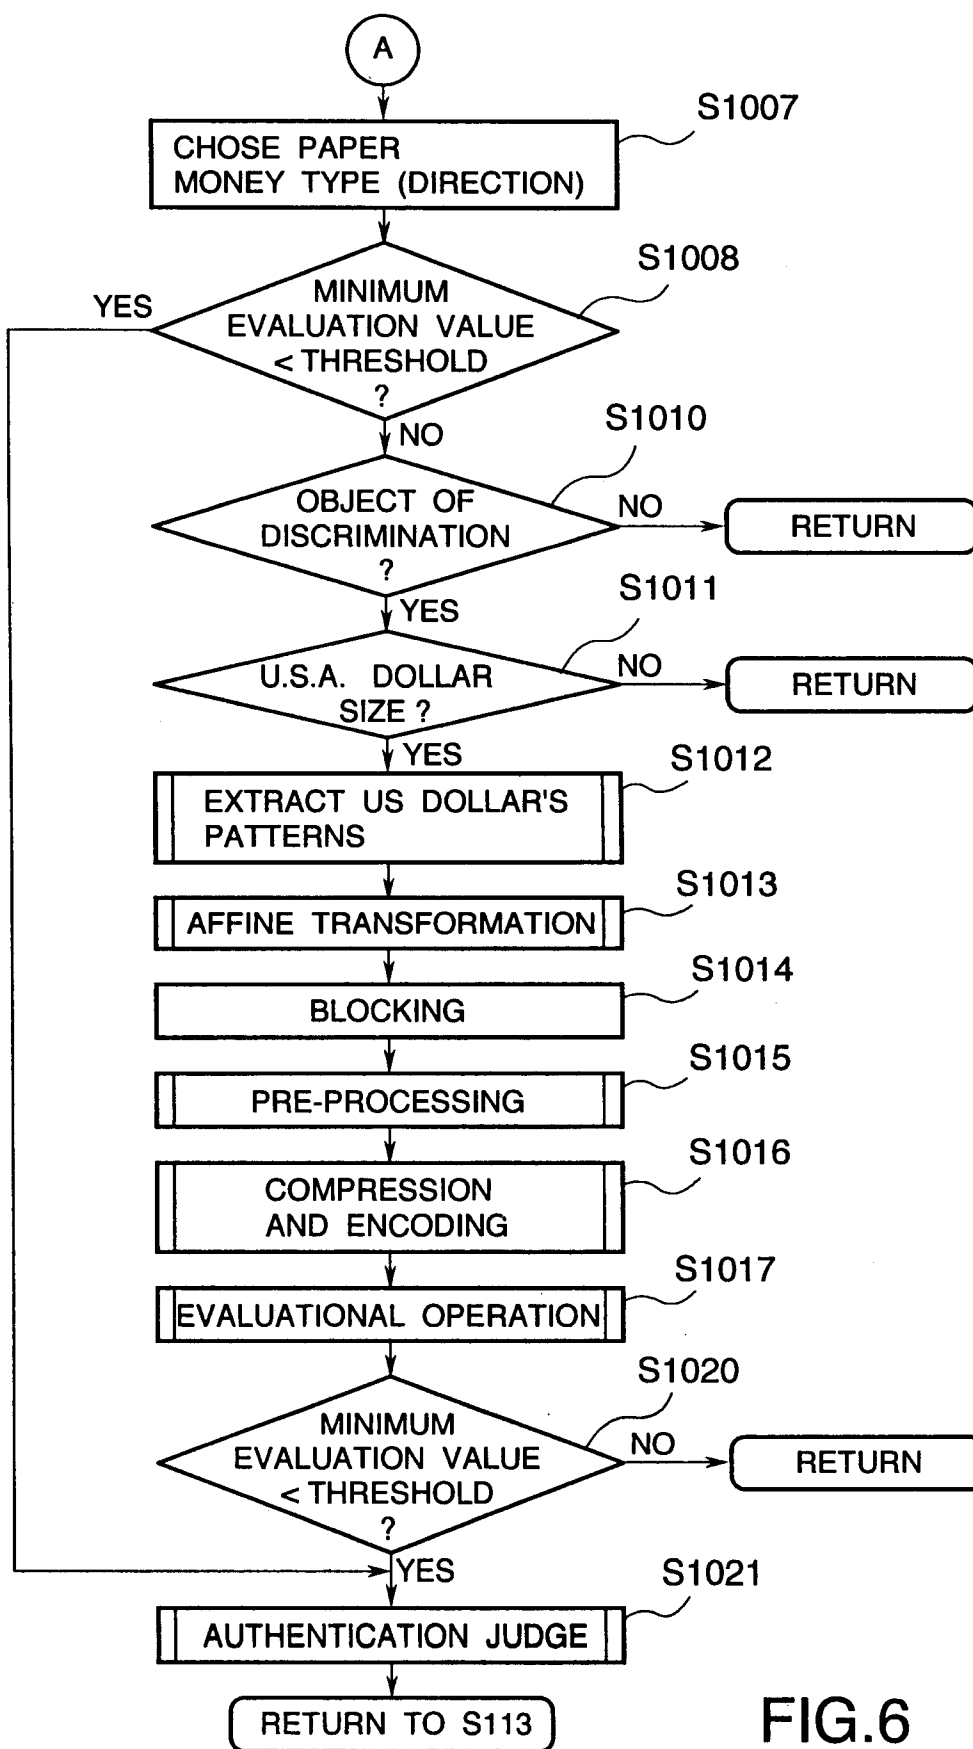 A
S1007
CHOSE PAPER
MONEY TYPE (DIRECTION)
S1008
YES
MINIMUM
EVALUATION VALUE
< THRESHOLD
?
NO
S1010
OBJECT OF
DISCRIMINATION
?
NO
RETURN
YES
S1011
U.S.A. DOLLAR
SIZE ?
NO
RETURN
YES
S1012
EXTRACT US DOLLAR'S
PATTERNS
S1013
AFFINE TRANSFORMATION
S1014
BLOCKING
S1015
PRE-PROCESSING
S1016
COMPRESSION
AND ENCODING
S1017
EVALUATIONAL OPERATION
S1020
MINIMUM
EVALUATION VALUE
< THRESHOLD
?
NO
RETURN
YES
S1021
AUTHENTICATION JUDGE
RETURN TO S113
FIG.6